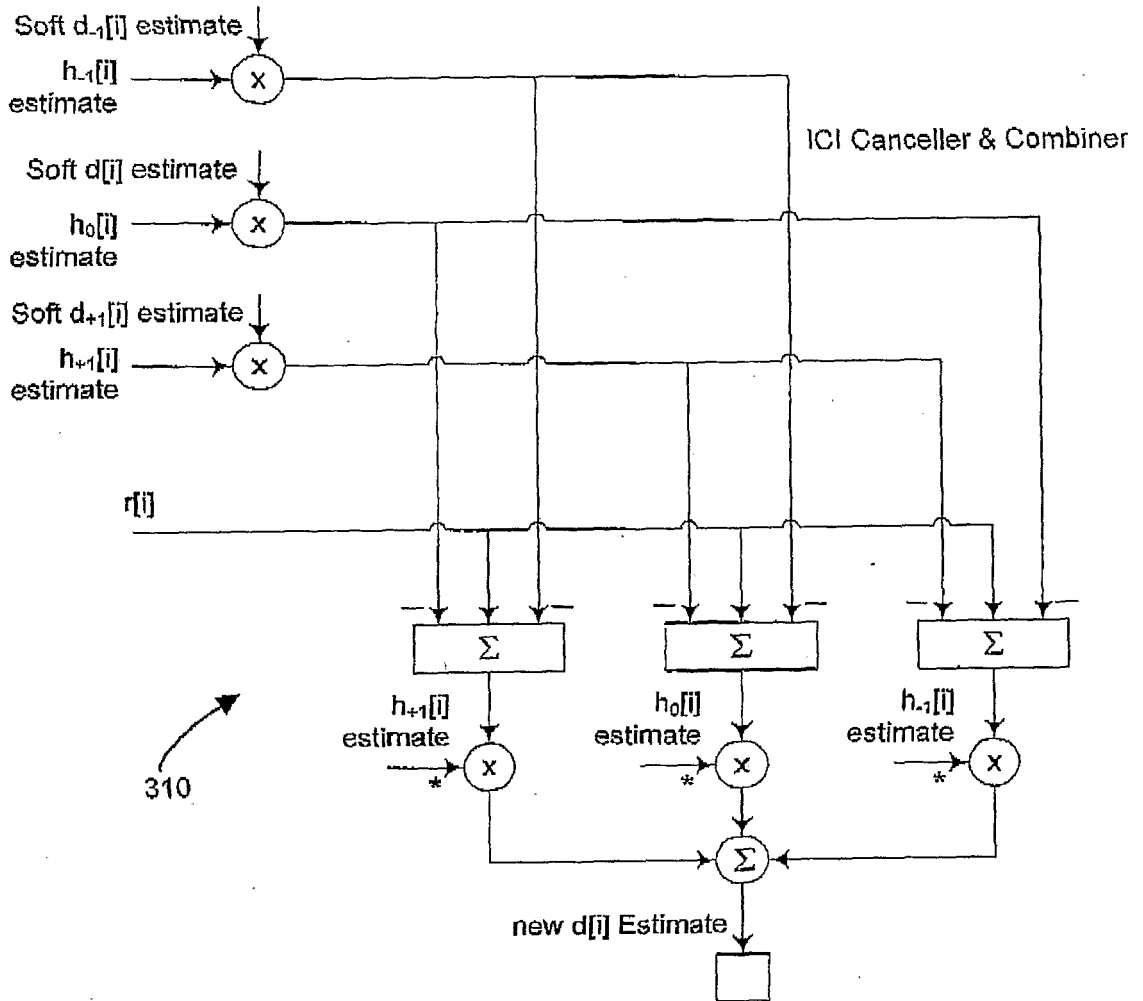 Soft d₋₁[i] estimate
h₋₁[i]
estimate
x
ICI Canceller & Combiner
Soft d[i] estimate
h₀[i]
estimate
x
Soft d₊₁[i] estimate
h₊₁[i]
estimate
x
r[i]
— — — — — —
Σ Σ Σ
h₊₁[i]
estimate
*
x
h₀[i]
estimate
*
x
h₋₁[i]
estimate
*
x
310
Σ
new d[i] Estimate